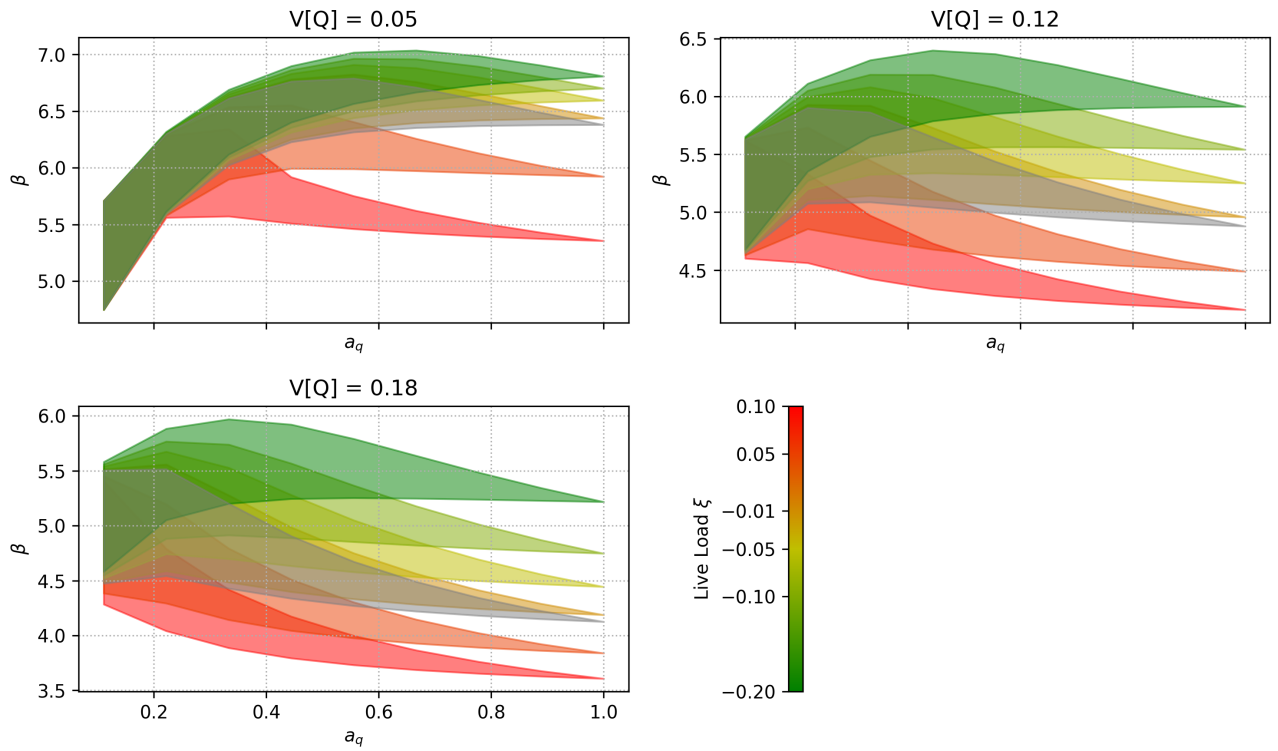 V[Q] = 0.05
7.0
6.5
6.0
5.5
5.0
β
a_q
V[Q] = 0.12
6.5
6.0
5.5
5.0
4.5
β
a_q
V[Q] = 0.18
6.0
5.5
5.0
4.5
4.0
3.5
β
0.2 0.4 0.6 0.8 1.0
a_q
0.10
0.05
−0.01
−0.05
−0.10
−0.20
Live Load ξ